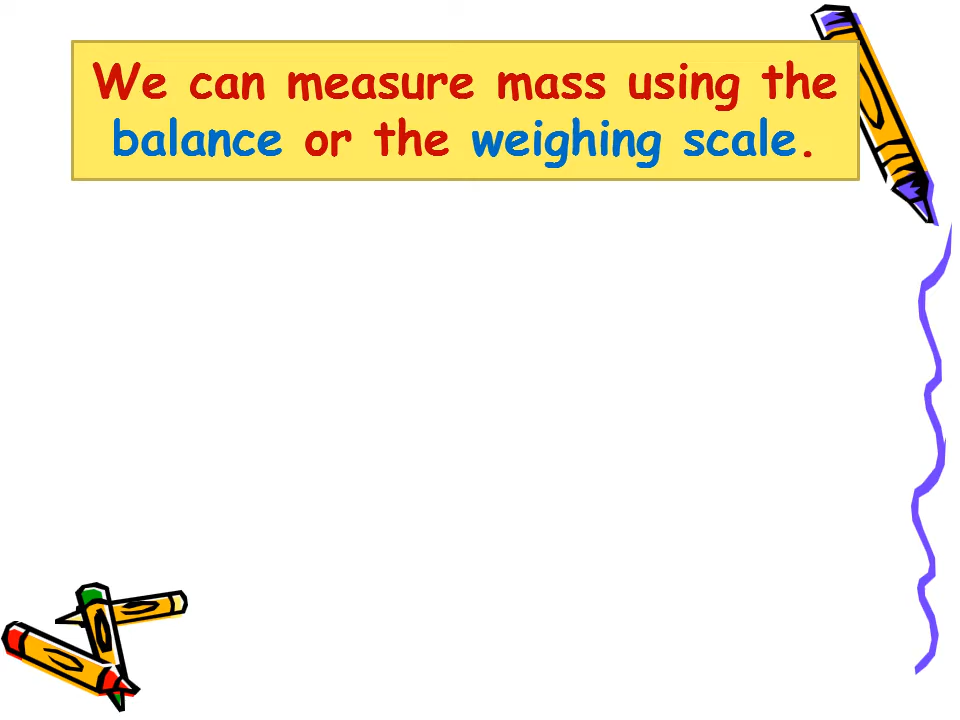 We can measure mass using the
balance or the weighing scale.